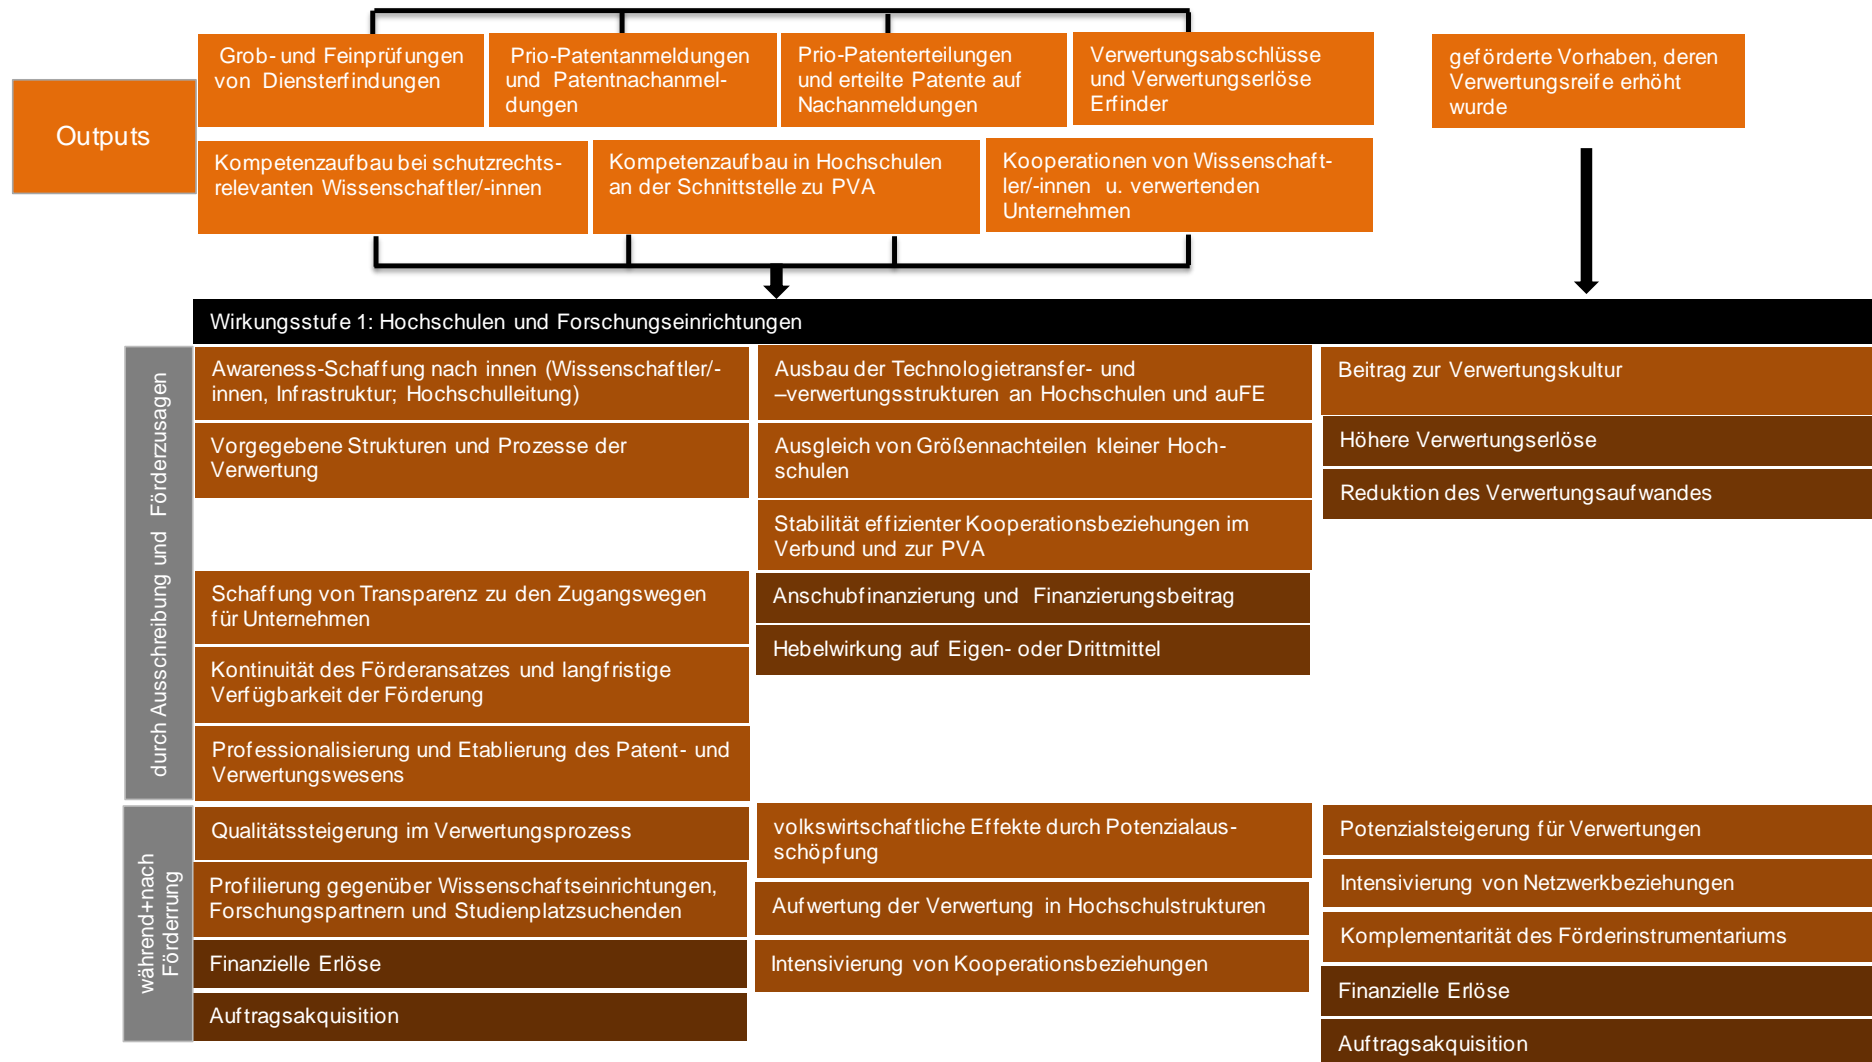 Grob- und Feinprüfungen
von Diensterfindungen
Prio-Patentanmeldungen
und Patentnachanmel-
dungen
Prio-Patenterteilungen
und erteilte Patente auf
Nachanmeldungen
Verwertungsabschlüsse
und Verwertungserlöse
Erfinder
geförderte Vorhaben, deren
Verwertungsreife erhöht
wurde
Outputs
Kompetenzaufbau bei schutzrechts-
relevanten Wissenschaftler/-innen
Kompetenzaufbau in Hochschulen
an der Schnittstelle zu PVA
Kooperationen von Wissenschaft-
ler/-innen u. verwertenden
Unternehmen
Wirkungsstufe 1: Hochschulen und Forschungseinrichtungen
durch Ausschreibung und Förderzusagen
Awareness-Schaffung nach innen (Wissenschaftler/-
innen, Infrastruktur; Hochschulleitung)
Vorgegebene Strukturen und Prozesse der
Verwertung
Schaffung von Transparenz zu den Zugangswegen
für Unternehmen
Kontinuität des Förderansatzes und langfristige
Verfügbarkeit der Förderung
Professionalisierung und Etablierung des Patent- und
Verwertungswesens
Ausbau der Technologietransfer- und
–verwertungsstrukturen an Hochschulen und auFE
Ausgleich von Größennachteilen kleiner Hoch-
schulen
Stabilität effizienter Kooperationsbeziehungen im
Verbund und zur PVA
Anschubfinanzierung und Finanzierungsbeitrag
Hebelwirkung auf Eigen- oder Drittmittel
Beitrag zur Verwertungskultur
Höhere Verwertungserlöse
Reduktion des Verwertungsaufwandes
während+nach
Förderrung
Qualitätssteigerung im Verwertungsprozess
Profilierung gegenüber Wissenschaftseinrichtungen,
Forschungspartnern und Studienplatzsuchenden
Finanzielle Erlöse
Auftragsakquisition
volkswirtschaftliche Effekte durch Potenzialaus-
schöpfung
Aufwertung der Verwertung in Hochschulstrukturen
Intensivierung von Kooperationsbeziehungen
Potenzialsteigerung für Verwertungen
Intensivierung von Netzwerkbeziehungen
Komplementarität des Förderinstrumentariums
Finanzielle Erlöse
Auftragsakquisition